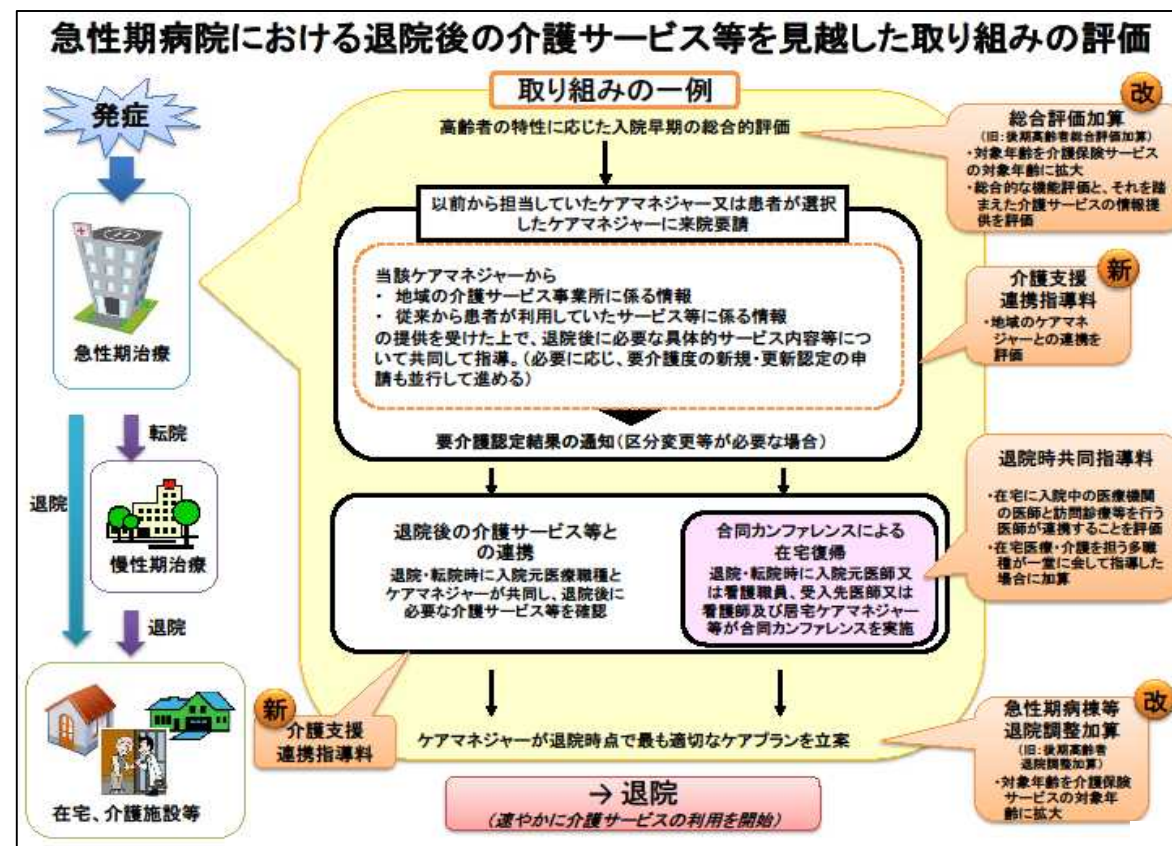 急性期病院における退院後の介護サービス等を見越した取り組みの評価
発症
急性期治療
転院
退院
慢性期治療
退院
在宅、介護施設等
取り組みの一例
高齢者の特性に応じた入院早期の総合的評価
以前から担当していたケアマネジャー又は患者が選択
したケアマネジャーに来院要請
当該ケアマネジャーから
・ 地域の介護サービス事業所に係る情報
・ 従来から患者が利用していたサービス等に係る情報
の提供を受けた上で、退院後に必要な具体的サービス内容等につ
いて共同して指導。(必要に応じ、要介護度の新規・更新認定の申
請も並行して進める)
要介護認定結果の通知(区分変更等が必要な場合)
退院後の介護サービス等と
の連携
退院・転院時に入院元医療職種と
ケアマネジャーが共同し、退院後に
必要な介護サービス等を確認
合同カンファレンスによる
在宅復帰
退院・転院時に入院元医師又
は看護職員、受入先医師又は
看護師及び居宅ケアマネジャー
等が合同カンファレンスを実施
新
介護支援
連携指導料
ケアマネジャーが退院時点で最も適切なケアプランを立案
→ 退院
(速やかに介護サービスの利用を開始)
改
総合評価加算
(旧:後期高齢者総合評価加算)
・対象年齢を介護保険サービス
の対象年齢に拡大
・総合的な機能評価と、それを踏
まえた介護サービスの情報提
供を評価
新
介護支援
連携指導料
・地域のケアマネ
ジャーとの連携を
評価
退院時共同指導料
・在宅に入院中の医療機関
の医師と訪問診療等を行う
医師が連携することを評価
・在宅医療・介護を担う多職
種が一堂に会して指導した
場合に加算
改
急性期病棟等
退院調整加算
(旧:後期高齢者
退院調整加算)
・対象年齢を介護保険
サービスの対象年
齢に拡大